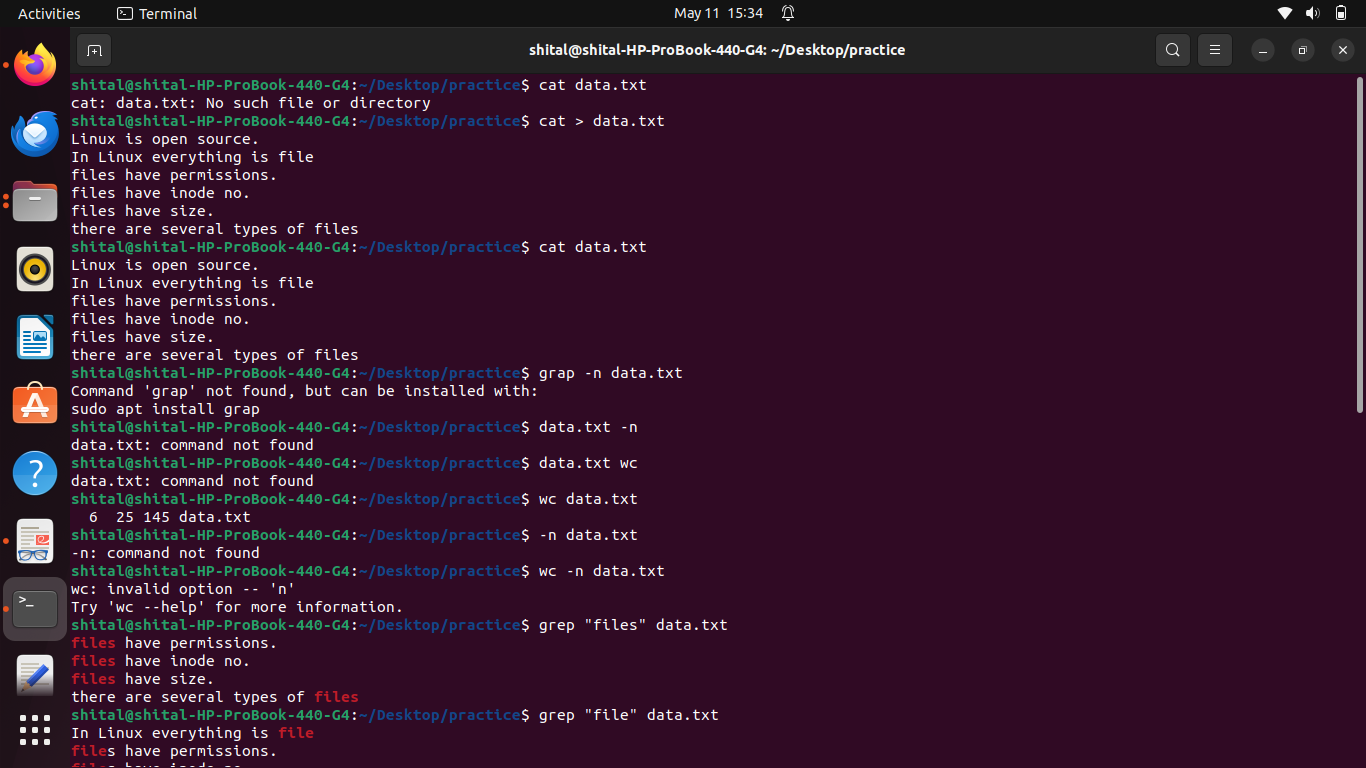 Activities
Terminal
May 11 15:34
shital@shital-HP-ProBook-440-G4: ~/Desktop/practice
shital@shital-HP-ProBook-440-G4:~/Desktop/practice$ cat data.txt
cat: data.txt: No such file or directory
shital@shital-HP-ProBook-440-G4:~/Desktop/practice$ cat > data.txt
Linux is open source.
In Linux everything is file
files have permissions.
files have inode no.
files have size.
there are several types of files
shital@shital-HP-ProBook-440-G4:~/Desktop/practice$ cat data.txt
Linux is open source.
In Linux everything is file
files have permissions.
files have inode no.
files have size.
there are several types of files
shital@shital-HP-ProBook-440-G4:~/Desktop/practice$ grap -n data.txt
Command 'grap' not found, but can be installed with:
sudo apt install grap
shital@shital-HP-ProBook-440-G4:~/Desktop/practice$ data.txt -n
data.txt: command not found
shital@shital-HP-ProBook-440-G4:~/Desktop/practice$ data.txt wc
data.txt: command not found
shital@shital-HP-ProBook-440-G4:~/Desktop/practice$ wc data.txt
  6  25 145 data.txt
shital@shital-HP-ProBook-440-G4:~/Desktop/practice$ -n data.txt
-n: command not found
shital@shital-HP-ProBook-440-G4:~/Desktop/practice$ wc -n data.txt
wc: invalid option -- 'n'
Try 'wc --help' for more information.
shital@shital-HP-ProBook-440-G4:~/Desktop/practice$ grep "files" data.txt
files have permissions.
files have inode no.
files have size.
there are several types of files
shital@shital-HP-ProBook-440-G4:~/Desktop/practice$ grep "file" data.txt
In Linux everything is file
files have permissions.
files have inode no.